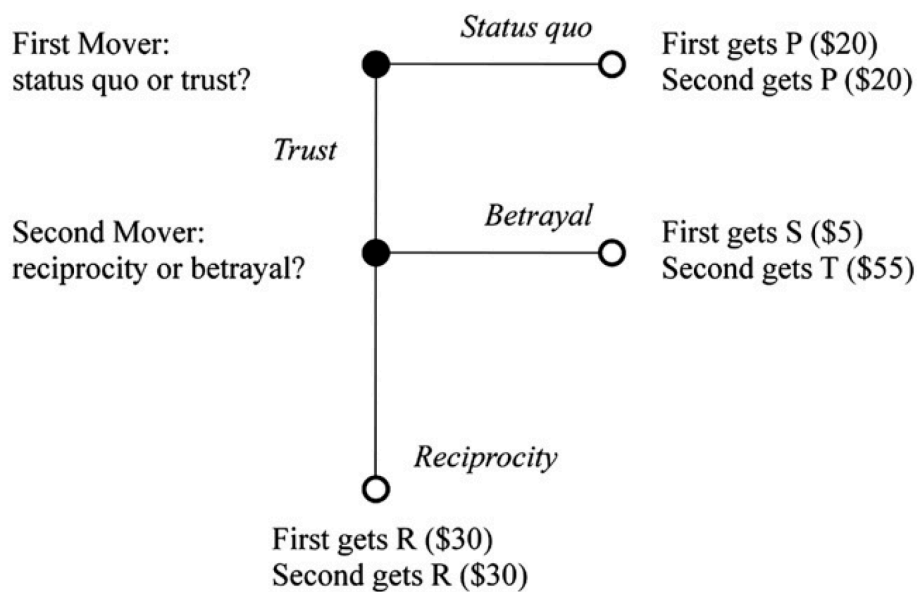 Status quo
First Mover:
status quo or trust?
First gets P ($20)
Second gets P ($20)
Trust
Betrayal
Second Mover:
reciprocity or betrayal?
First gets S ($5)
Second gets T ($55)
Reciprocity
First gets R ($30)
Second gets R ($30)